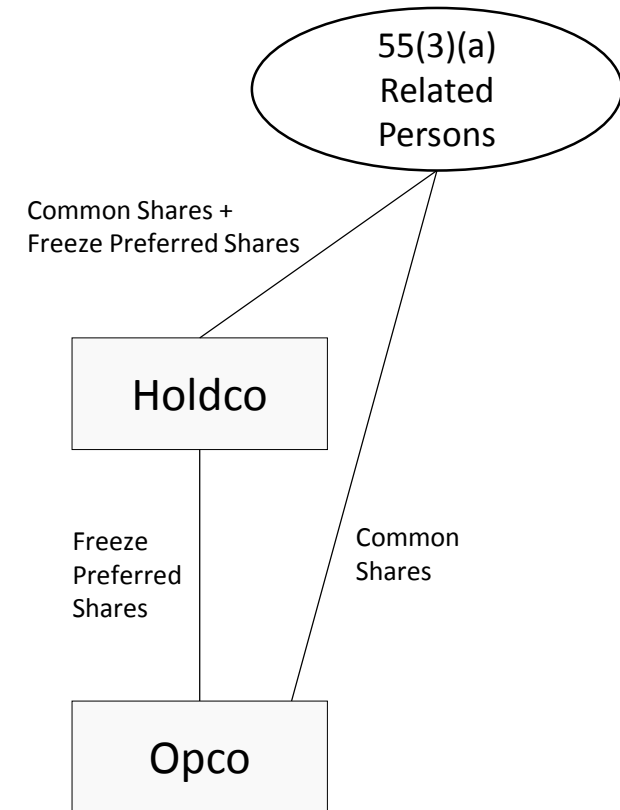 55(3)(a)
Related
Persons
Common Shares +
Freeze Preferred Shares
Holdco
Freeze
Preferred
Shares
Common
Shares
Opco